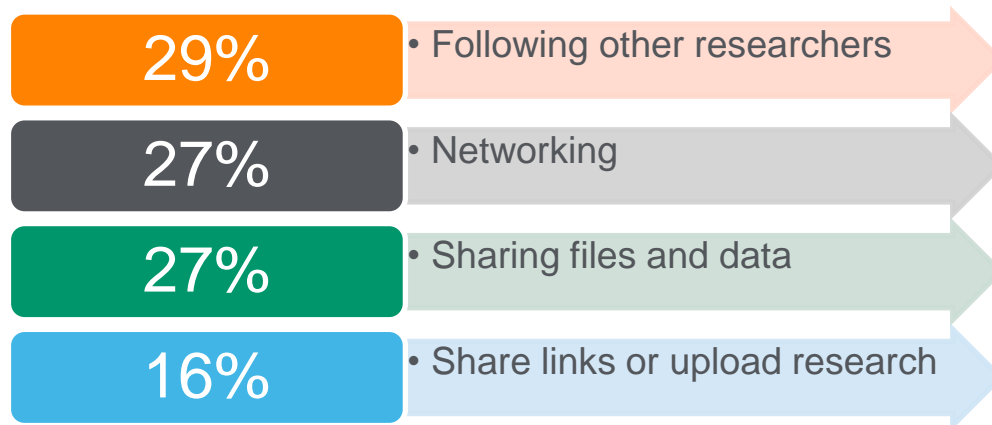 29%
• Following other researchers
27%
• Networking
27%
• Sharing files and data
16%
• Share links or upload research